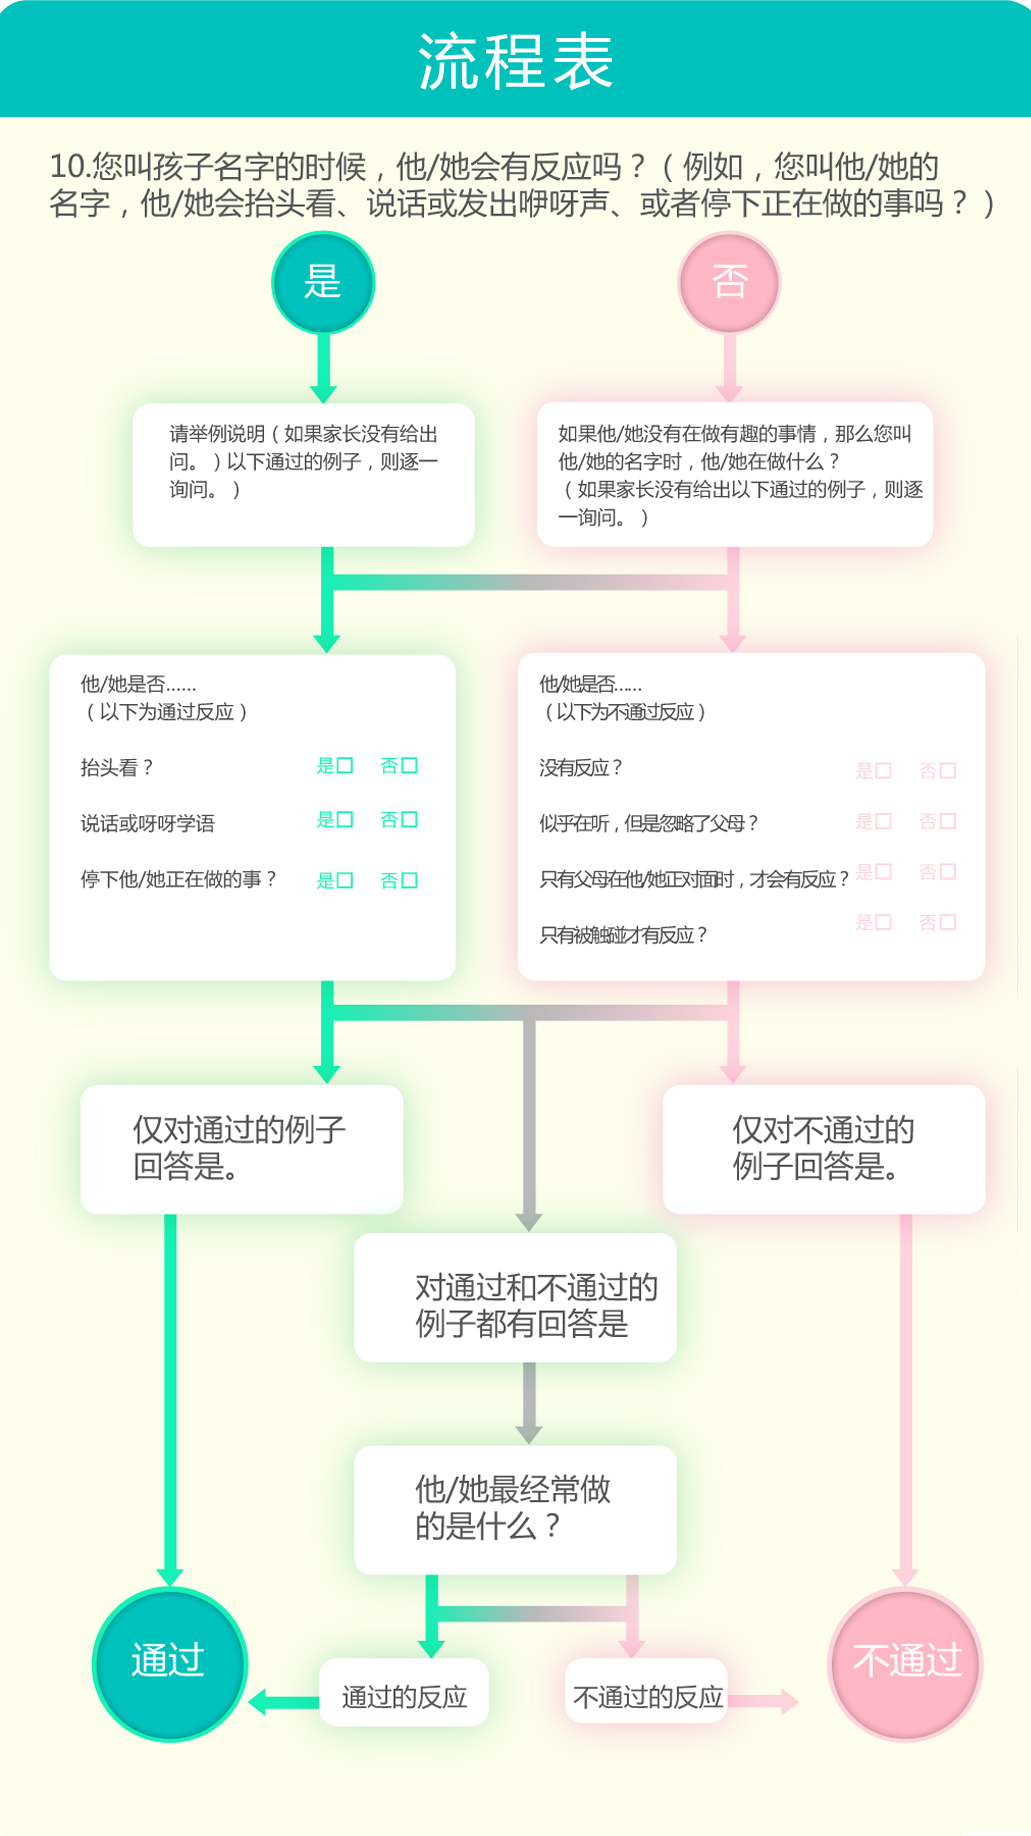 流程表
10.您叫孩子名字的时候，他/她会有反应吗？（例如，您叫他/她的
名字，他/她会抬头看、说话或发出咿呀声、或者停下正在做的事吗？）
是
否
请举例说明（如果家长没有给出
问。）以下通过的例子，则逐一
询问。）
如果他/她没有在做有趣的事情，那么您叫
他/她的名字时，他/她在做什么？
（如果家长没有给出以下通过的例子，则逐
一询问。）
他/她是否......
（以下为通过反应）
抬头看？ 是□ 否□
说话或呀呀学语 是□ 否□
停下他/她正在做的事？ 是□ 否□
他/她是否......
（以下为不通过反应）
没有反应？ 是□ 否□
似乎在听，但是忽略了父母？ 是□ 否□
只有父母在他/她正对面时，才会有反应？ 是□ 否□
只有被触碰才有反应？ 是□ 否□
仅对通过的例子
回答是。
仅对不通过的
例子回答是。
对通过和不通过的
例子都有回答是
他/她最经常做
的是什么？
通过
不通过
通过的反应
不通过的反应